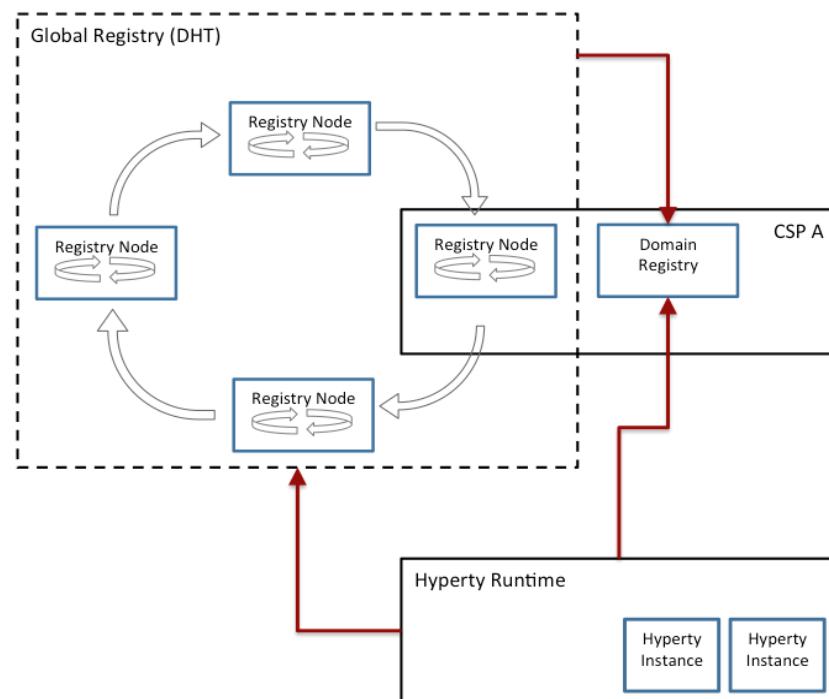 Global Registry (DHT)
Registry Node
Registry Node
Registry Node
CSP A
Domain
Registry
Registry Node
Hyperty Runtime
Hyperty
Instance
Hyperty
Instance